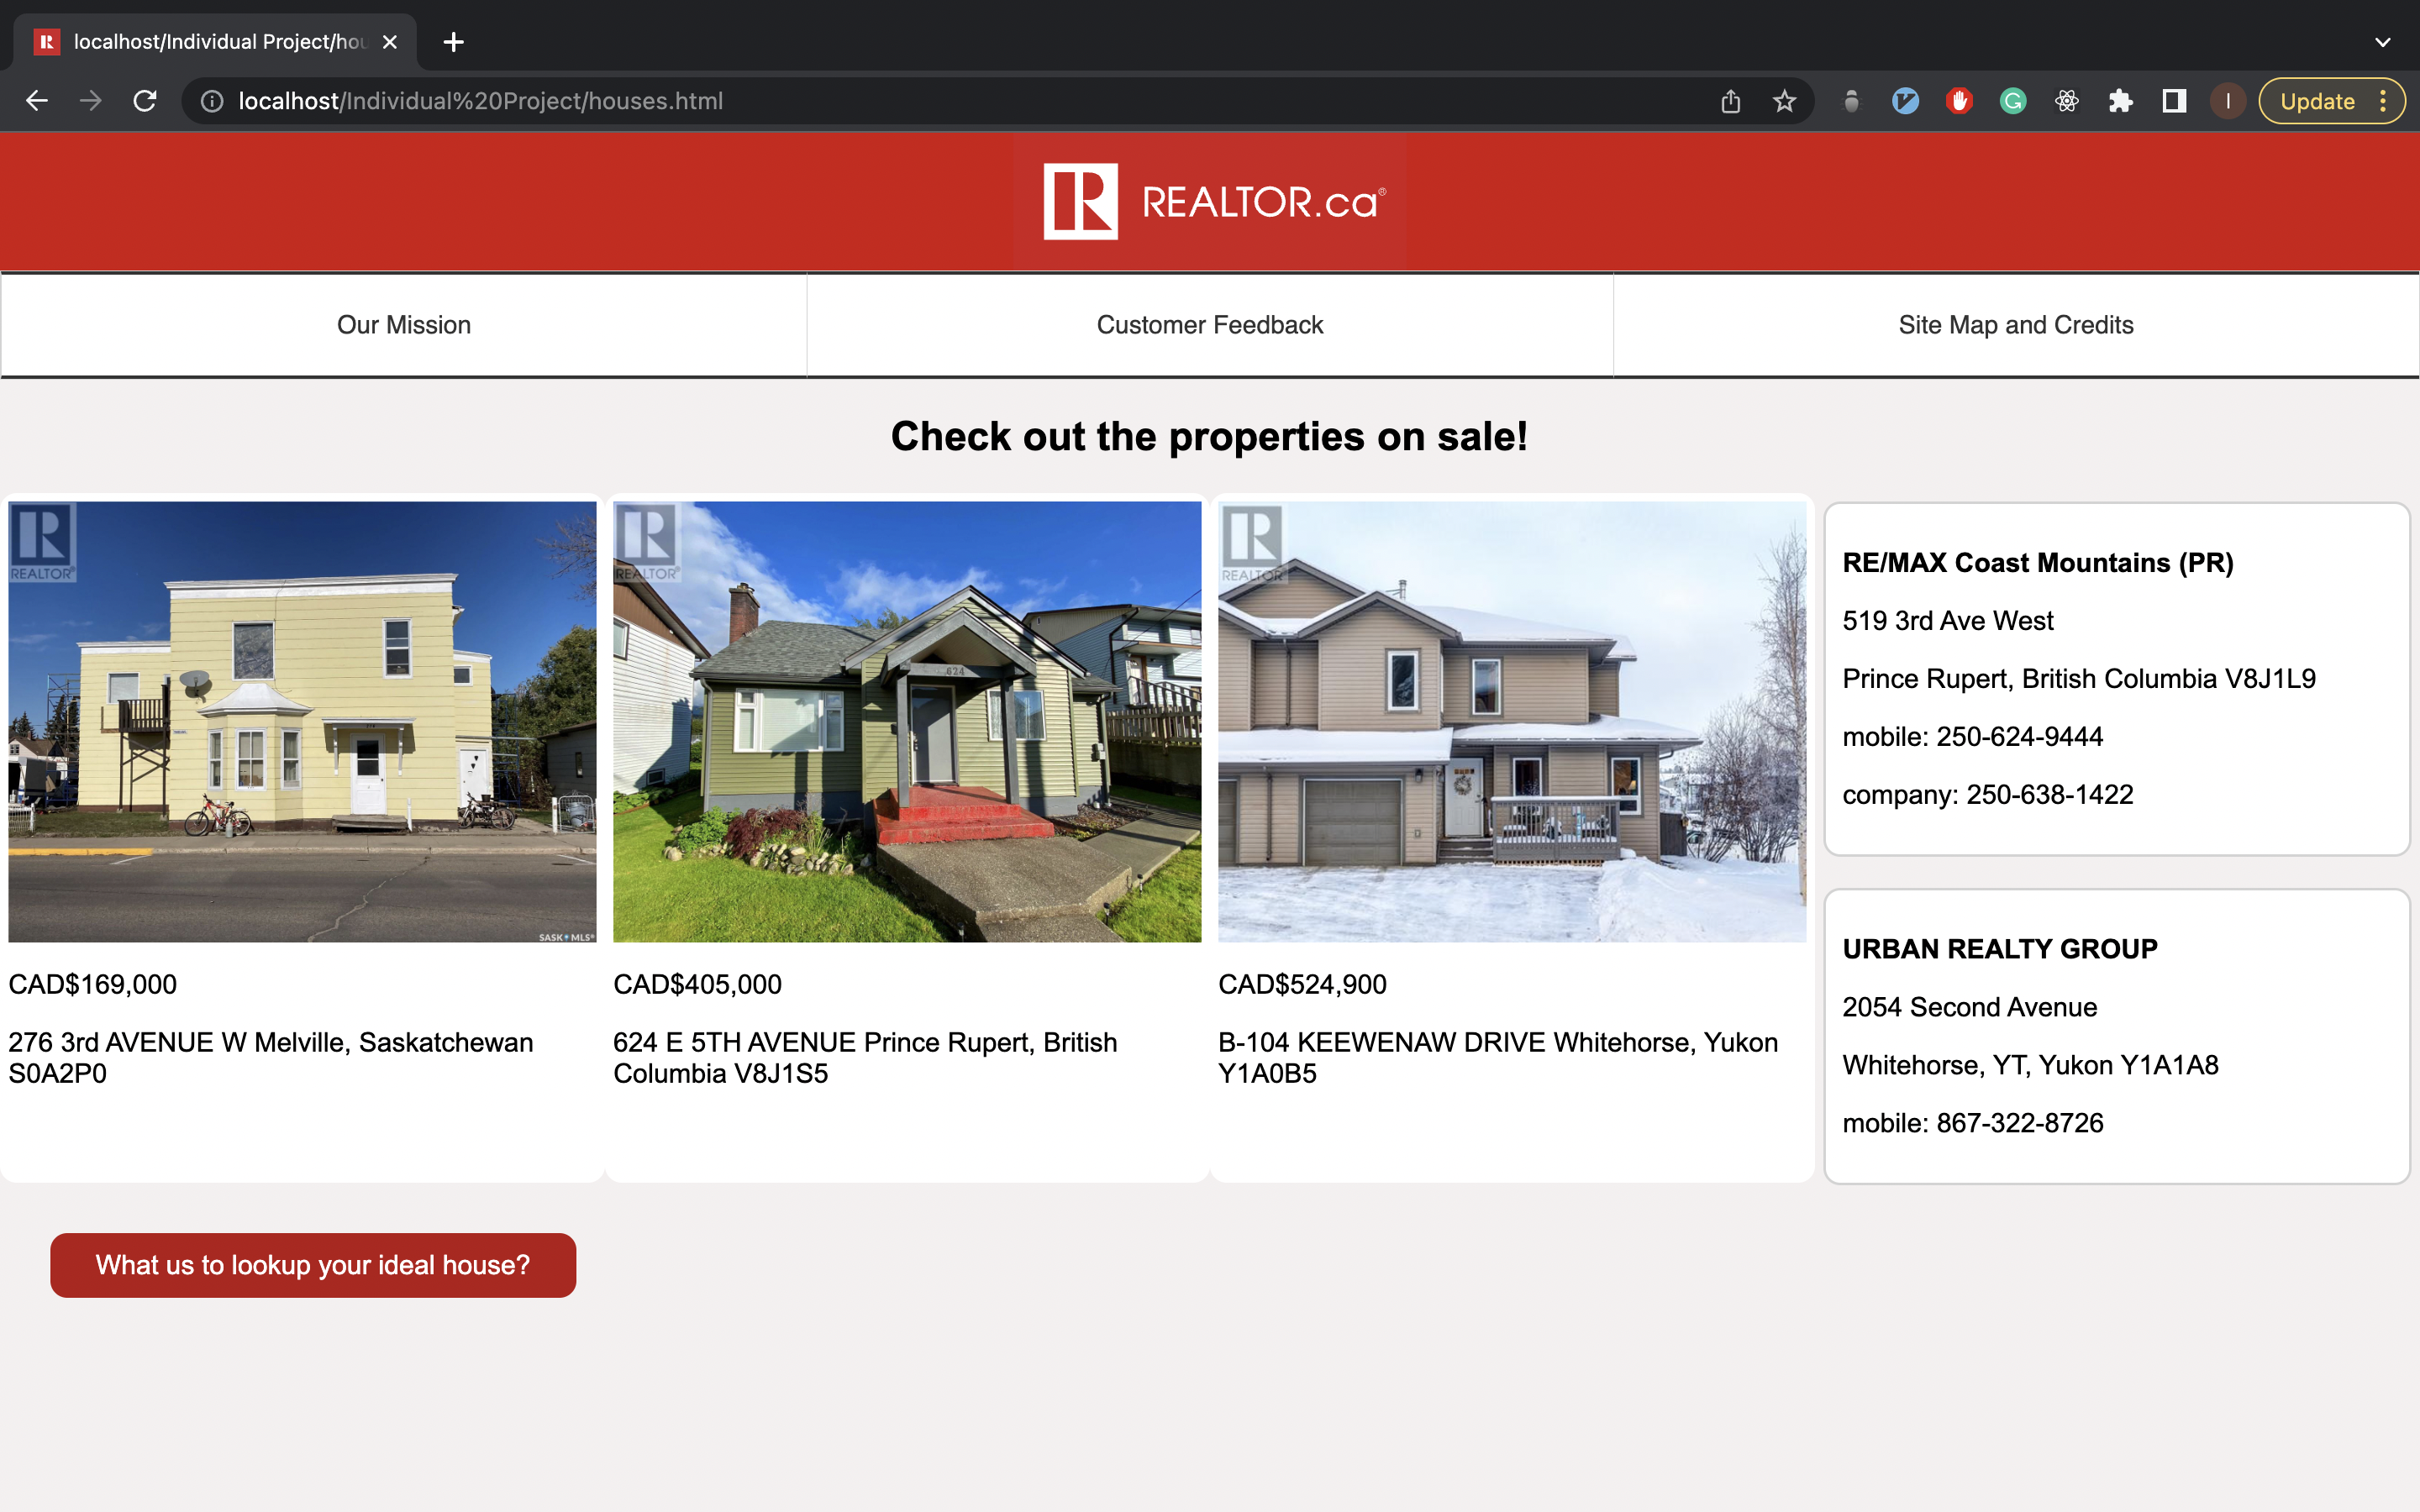 localhost/Individual Project/hou
localhost/Individual%20Project/houses.html
Update
REALTOR.ca®
Our Mission
Customer Feedback
Site Map and Credits
Check out the properties on sale!
REALTOR®
SASK MLS®
CAD$169,000
276 3rd AVENUE W Melville, Saskatchewan
S0A2P0
REALTOR®
624
CAD$405,000
624 E 5TH AVENUE Prince Rupert, British
Columbia V8J1S5
REALTOR
CAD$524,900
B-104 KEEWENAW DRIVE Whitehorse, Yukon
Y1A0B5
RE/MAX Coast Mountains (PR)
519 3rd Ave West
Prince Rupert, British Columbia V8J1L9
mobile: 250-624-9444
company: 250-638-1422
URBAN REALTY GROUP
2054 Second Avenue
Whitehorse, YT, Yukon Y1A1A8
mobile: 867-322-8726
What us to lookup your ideal house?